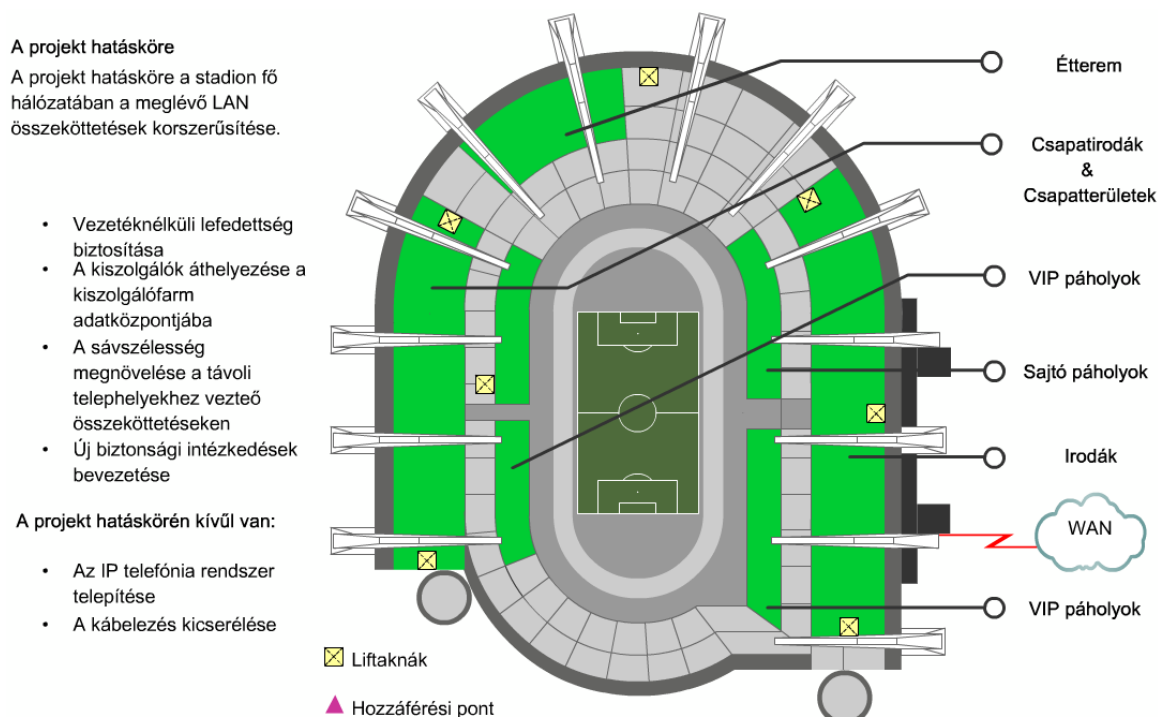 A projekt hatásköre
A projekt hatásköre a stadion fő
hálózatában a meglévő LAN
összeköttetések korszerűsítése.
• Vezetéknélküli lefedettség
biztosítása
• A kiszolgálók áthelyezése a
kiszolgálófarm
adatközpontjába
• A sávszélesség
megnövelése a távoli
telephelyekhez vezteő
összeköttetéseken
• Új biztonsági intézkedések
bevezetése
A projekt hatáskörén kívűl van:
• Az IP telefónia rendszer
telepítése
• A kábelezés kicserélése
Étterem
Csapatirodák
&
Csapatterületek
VIP páholyok
Sajtó páholyok
Irodák
WAN
VIP páholyok
Liftaknák
Hozzáférési pont